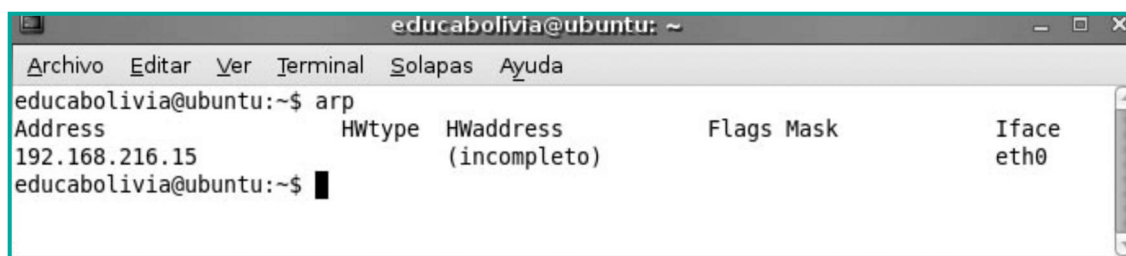 educabolivia@ubuntu: ~
Archivo Editar Ver Terminal Solapas Ayuda
educabolivia@ubuntu:~$ arp
Address HWtype HWaddress Flags Mask Iface
192.168.216.15 (incompleto) eth0
educabolivia@ubuntu:~$